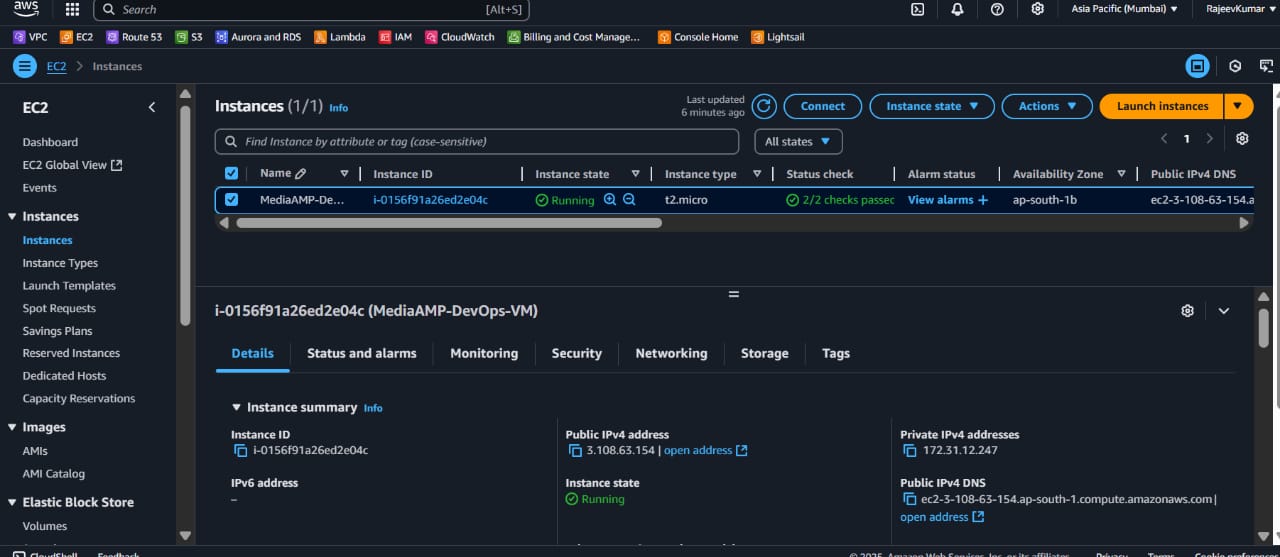 aws
Search [Alt+S] Asia Pacific (Mumbai) RajeevKumar
VPC EC2 Route 53 S3 Aurora and RDS Lambda IAM CloudWatch Billing and Cost Manage... Console Home Lightsail
EC2 > Instances
EC2
Dashboard
EC2 Global View
Events
Instances
Instances
Instance Types
Launch Templates
Spot Requests
Savings Plans
Reserved Instances
Dedicated Hosts
Capacity Reservations
Images
AMIs
AMI Catalog
Elastic Block Store
Volumes
Instances (1/1) Info
Last updated
6 minutes ago
Connect Instance state Actions Launch instances
Find Instance by attribute or tag (case-sensitive) All states
1
Name Instance ID Instance state Instance type Status check Alarm status Availability Zone Public IPv4 DNS
MediaAMP-De... i-0156f91a26ed2e04c Running t2.micro 2/2 checks passec View alarms + ap-south-1b ec2-3-108-63-154.a
i-0156f91a26ed2e04c (MediaAMP-DevOps-VM)
Details Status and alarms Monitoring Security Networking Storage Tags
Instance summary Info
Instance ID
i-0156f91a26ed2e04c
Public IPv4 address
3.108.63.154 | open address
Private IPv4 addresses
172.31.12.247
IPv6 address
–
Instance state
Running
Public IPv4 DNS
ec2-3-108-63-154.ap-south-1.compute.amazonaws.com |
open address
CloudShell Feedback © 2025, Amazon Web Services, Inc. or its affiliates. Privacy Terms Cookie preferences